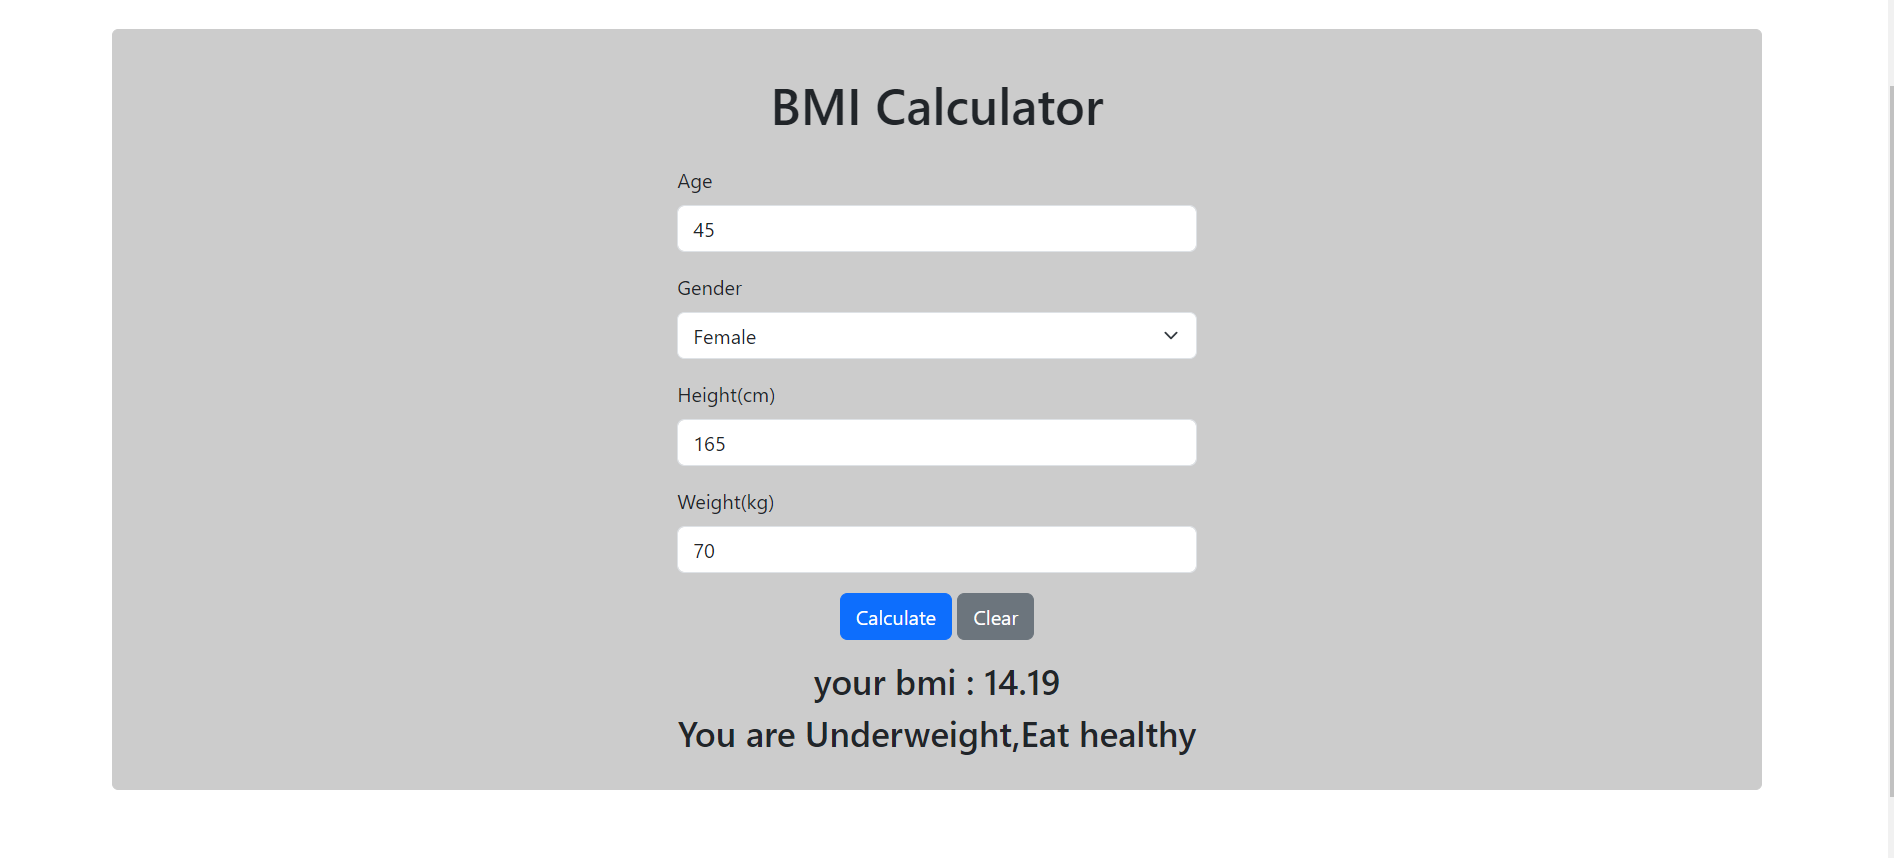 BMI Calculator
Age
45
Gender
Female
Height(cm)
165
Weight(kg)
70
Calculate Clear
your bmi : 14.19
You are Underweight,Eat healthy